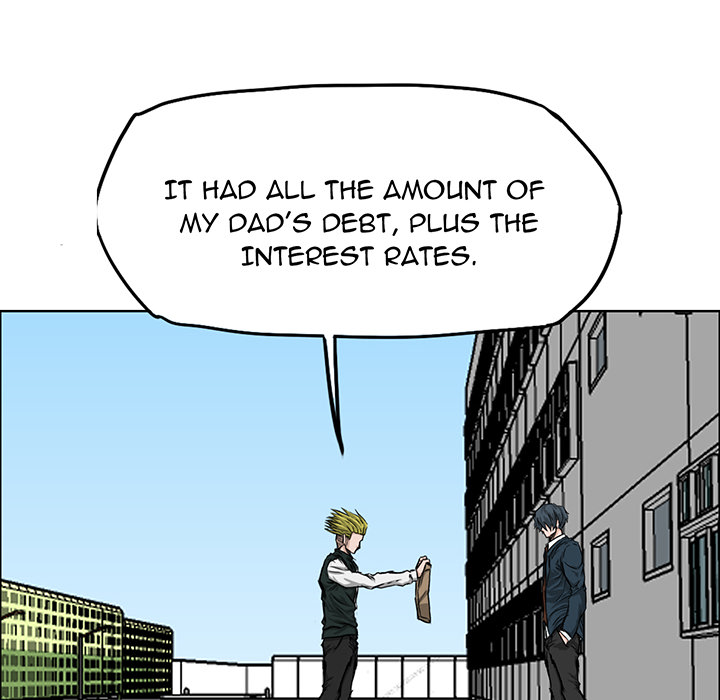 IT HAD ALL THE AMOUNT OF
MY DAD'S DEBT, PLUS THE
INTEREST RATES.